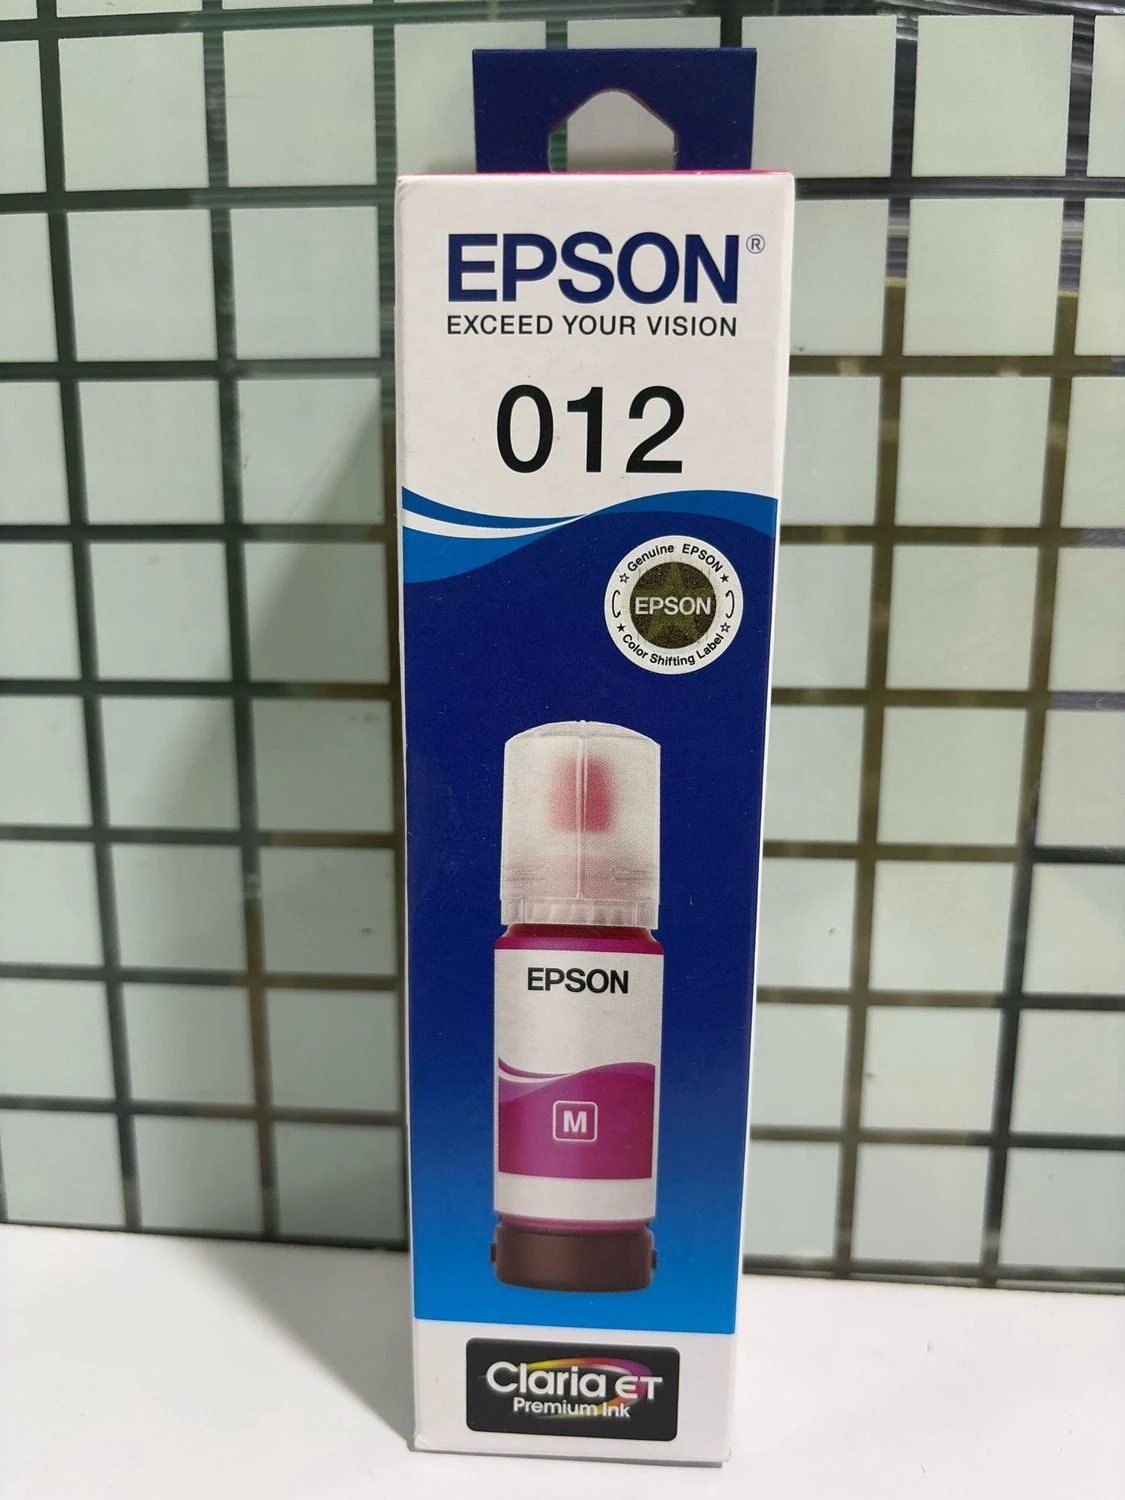 EPSON®
EXCEED YOUR VISION
012
★ Genuine EPSON ★
EPSON
★ Color Shifting Label ☆
EPSON
M
Claria ET
Premium Ink